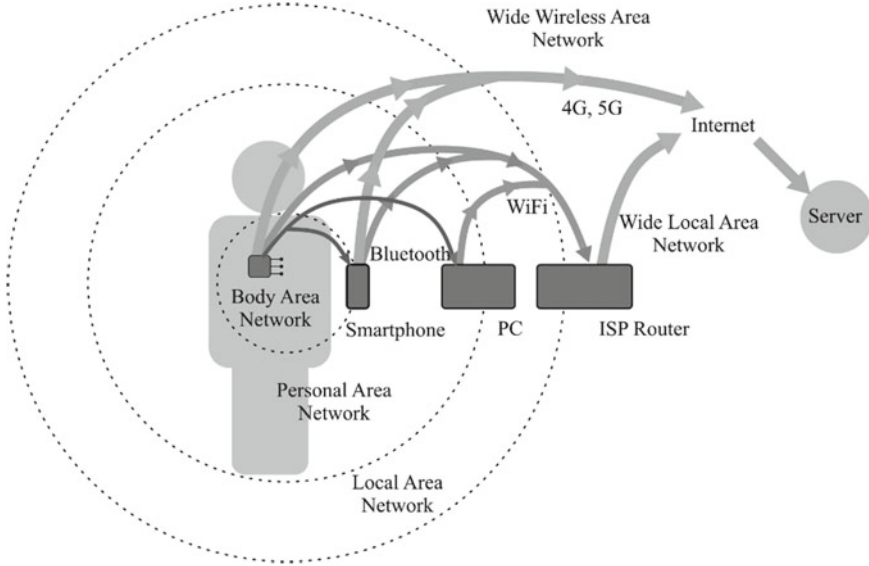 Wide Wireless Area
Network
4G, 5G
Internet
Server
WiFi
Wide Local Area
Network
Bluetooth
Body Area
Network
Smartphone
PC
ISP Router
Personal Area
Network
Local Area
Network